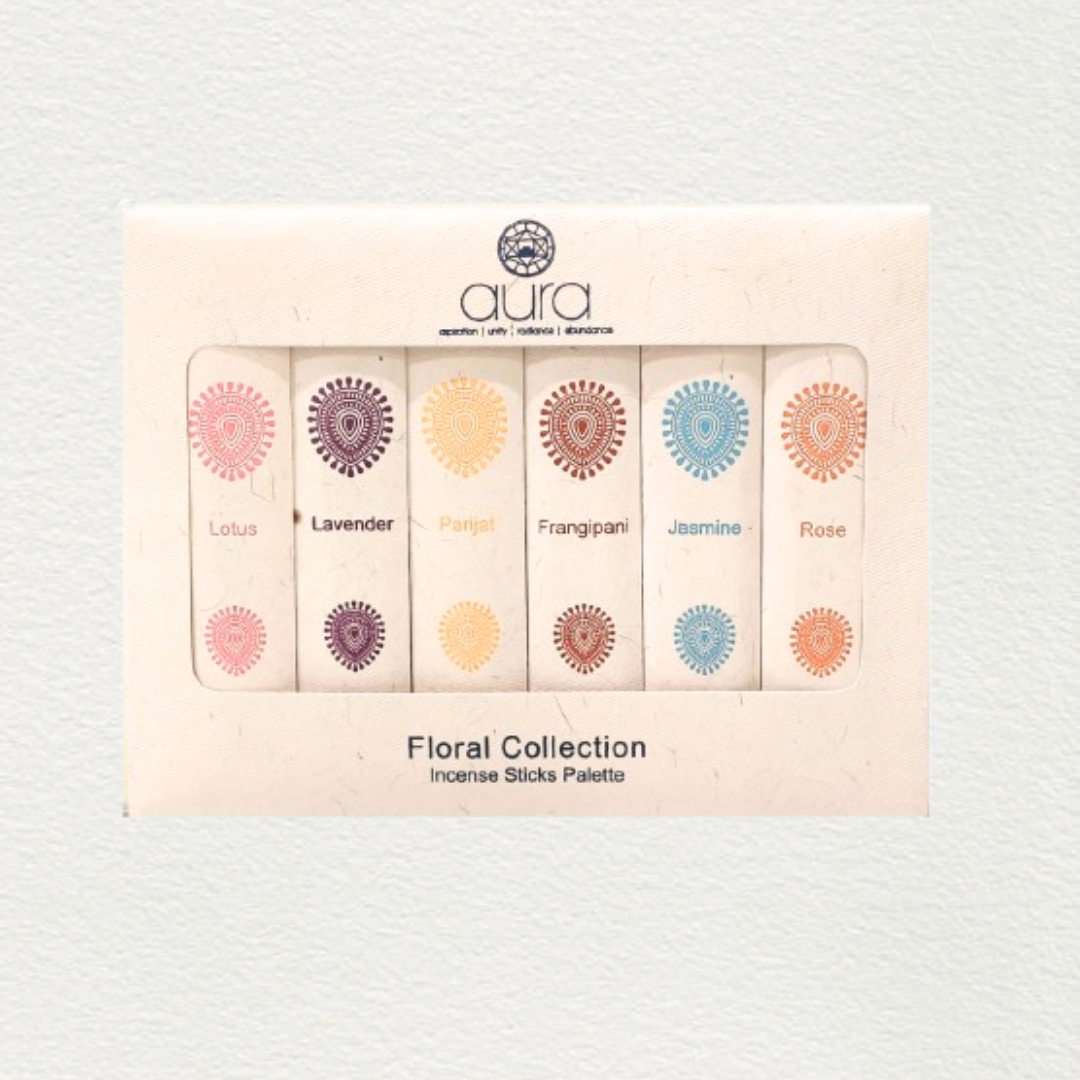 aura
aspiration | unity | radiance | abundance
Lotus
Lavender
Parijat
Frangipani
Jasmine
Rose
Floral Collection
Incense Sticks Palette